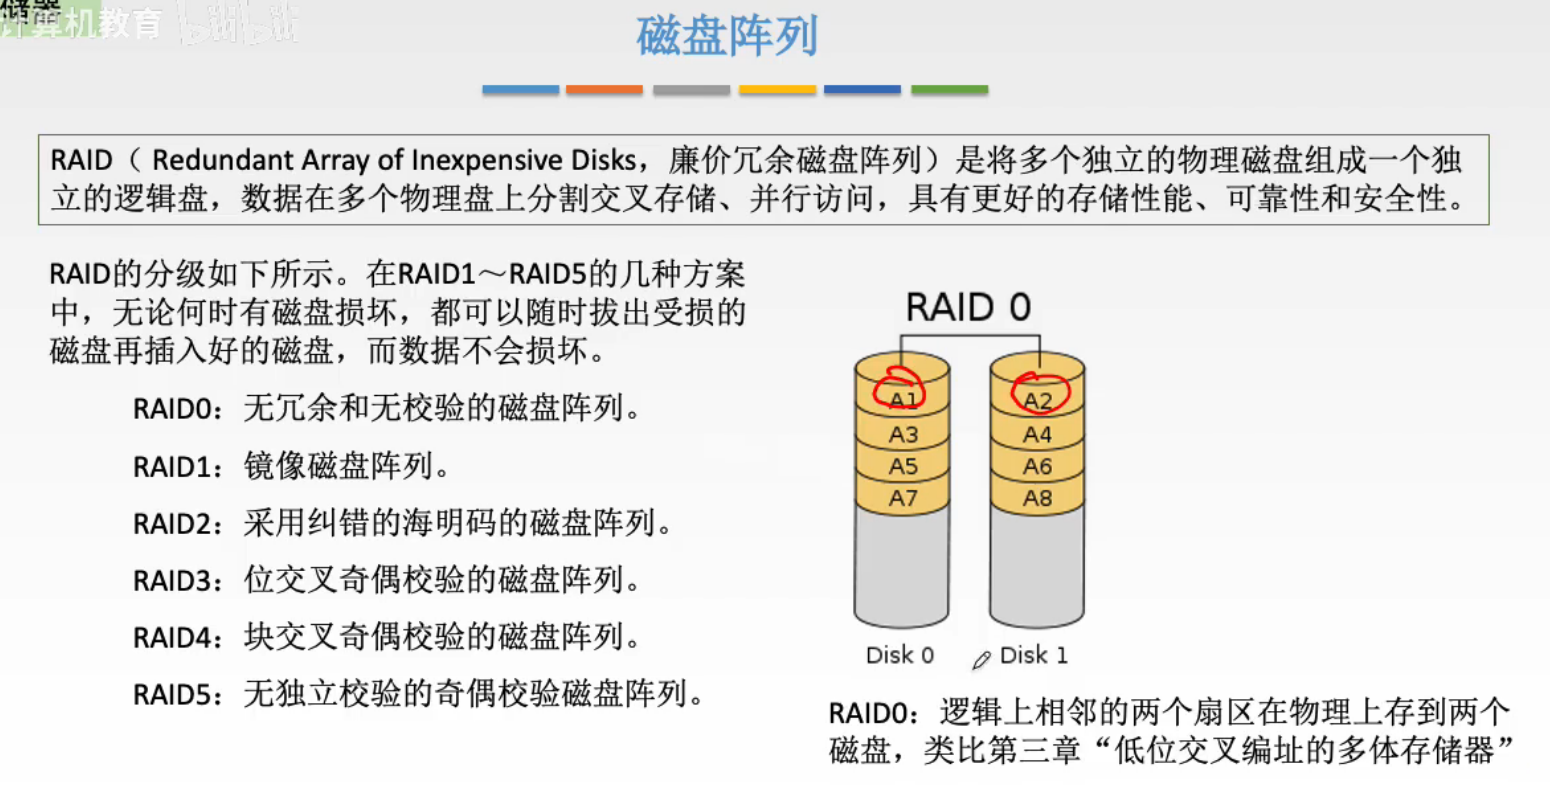 储器
计算机教育 bilibili
磁盘阵列
RAID（ Redundant Array of Inexpensive Disks，廉价冗余磁盘阵列）是将多个独立的物理磁盘组成一个独
立的逻辑盘，数据在多个物理盘上分割交叉存储、并行访问，具有更好的存储性能、可靠性和安全性。
RAID的分级如下所示。在RAID1～RAID5的几种方案
中，无论何时有磁盘损坏，都可以随时拔出受损的
磁盘再插入好的磁盘，而数据不会损坏。
RAID0：无冗余和无校验的磁盘阵列。
RAID1：镜像磁盘阵列。
RAID2：采用纠错的海明码的磁盘阵列。
RAID3：位交叉奇偶校验的磁盘阵列。
RAID4：块交叉奇偶校验的磁盘阵列。
RAID5：无独立校验的奇偶校验磁盘阵列。
RAID 0
A1 A2
A3 A4
A5 A6
A7 A8
Disk 0 Disk 1
RAID0：逻辑上相邻的两个扇区在物理上存到两个
磁盘，类比第三章“低位交叉编址的多体存储器”